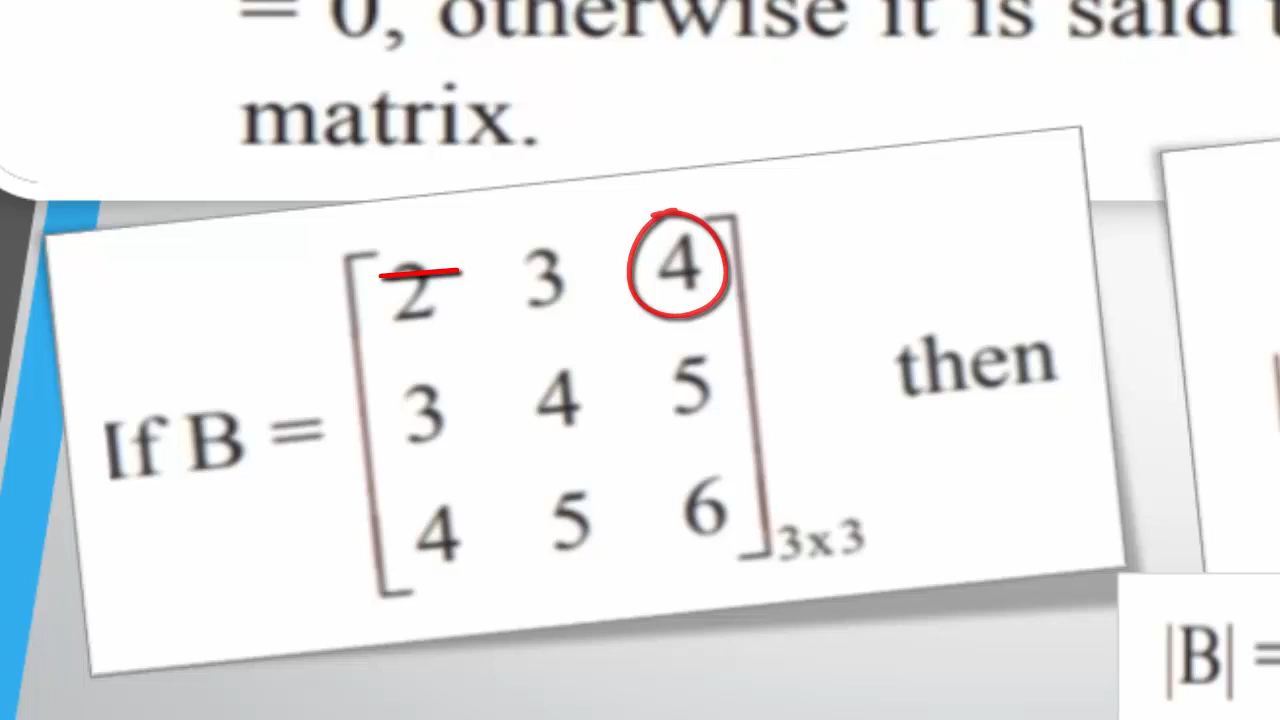 = 0, otherwise it is said
matrix.
2 3 4
3 4 5
If B = then
4 5 6
3x3
|B| =